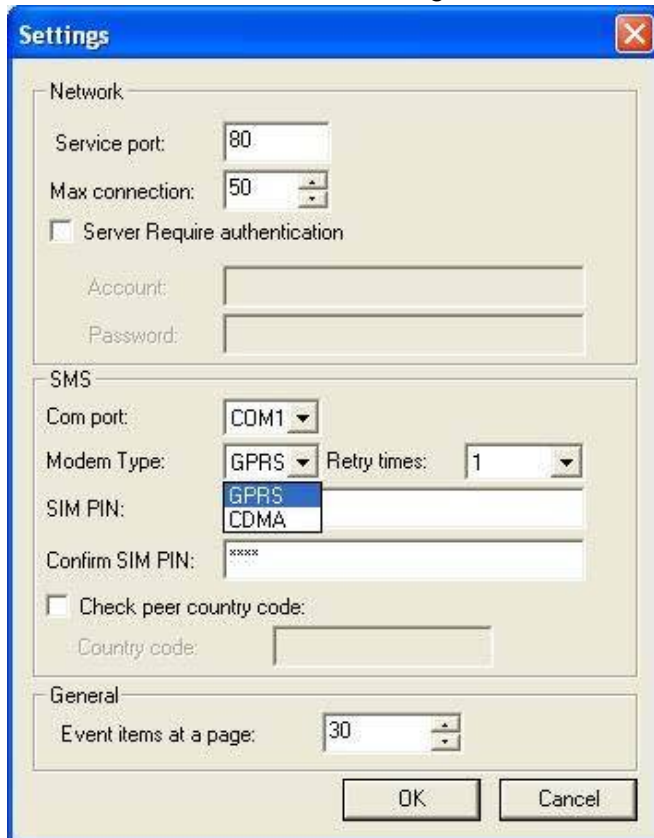 Settings
Network
Service port: 80
Max connection: 50
Server Require authentication
Account:
Password:
SMS
Com port: COM1
Modem Type: GPRS Retry times: 1
GPRS
SIM PIN:
CDMA
Confirm SIM PIN: ****
Check peer country code:
Country code:
General
Event items at a page: 30
OK Cancel